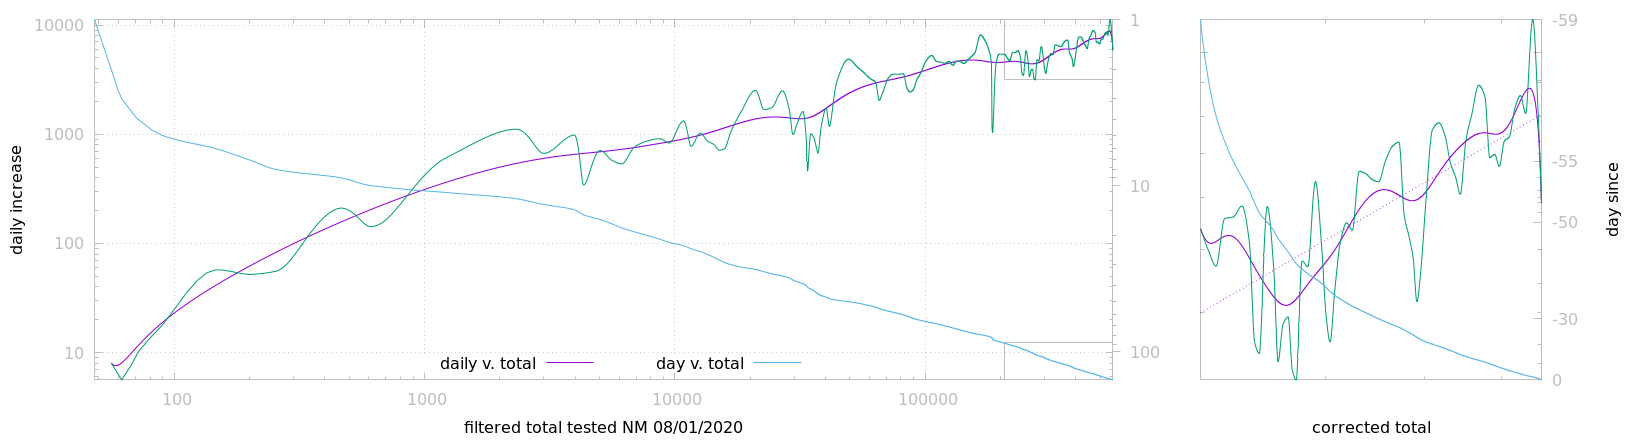 10000
1000
100
10
daily increase
daily v. total
day v. total
100
1000
10000
100000
filtered total tested NM 08/01/2020
1
10
100
-59
-55
-50
-30
0
day since
corrected total